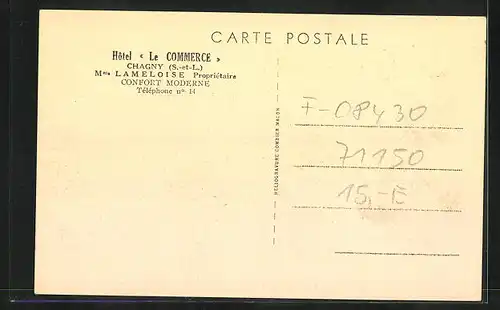 CARTE POSTALE
Hôtel « Le COMMERCE »
CHAGNY (S.-et-L.)
Mme LAMELOISE Propriétaire
CONFORT MODERNE
Téléphone no 14
HELIOGRAVURE COMBIER MACON
F-08430
71150
15,-E